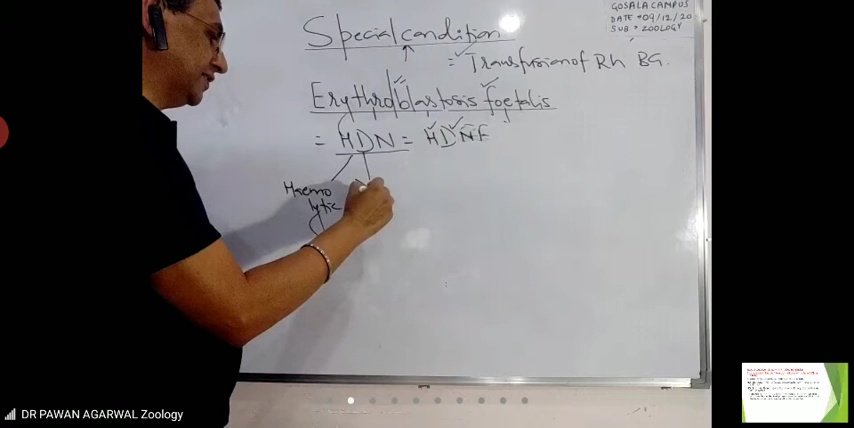 GOSALA CAMPUS
DATE = 09/12/20
SUB = ZOOLOGY
Special condition
= Transfusion of Rh BG.
Erythroblastosis foetalis
= HDN = HDNF
Haemo
lytic
DR PAWAN AGARWAL Zoology